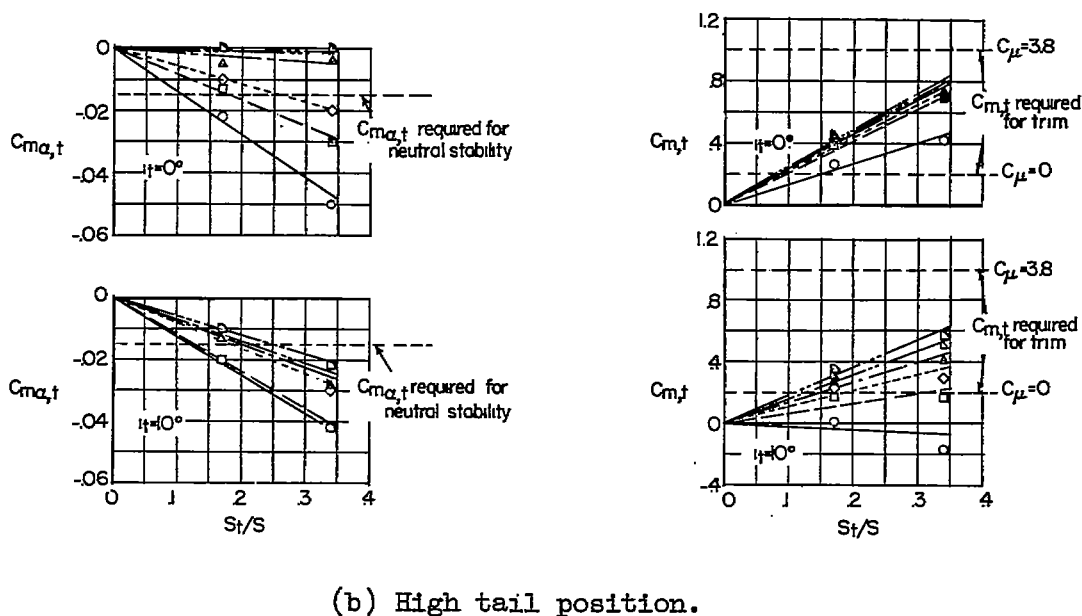 0
-.02
-.04
-.06
Cmα,t
it=0°
Cmα,t required for
neutral stability
0
-.02
-.04
-.06
Cmα,t
it=10°
Cmα,t required for
neutral stability
0 .1 .2 .3 .4
St/S
1.2
.8
.4
0
Cm,t
it=0°
Cμ=3.8
Cm,t required
for trim
Cμ=0
1.2
.8
.4
0
-.4
Cm,t
it=10°
Cμ=3.8
Cm,t required
for trim
Cμ=0
0 .1 .2 .3 .4
St/S
(b) High tail position.